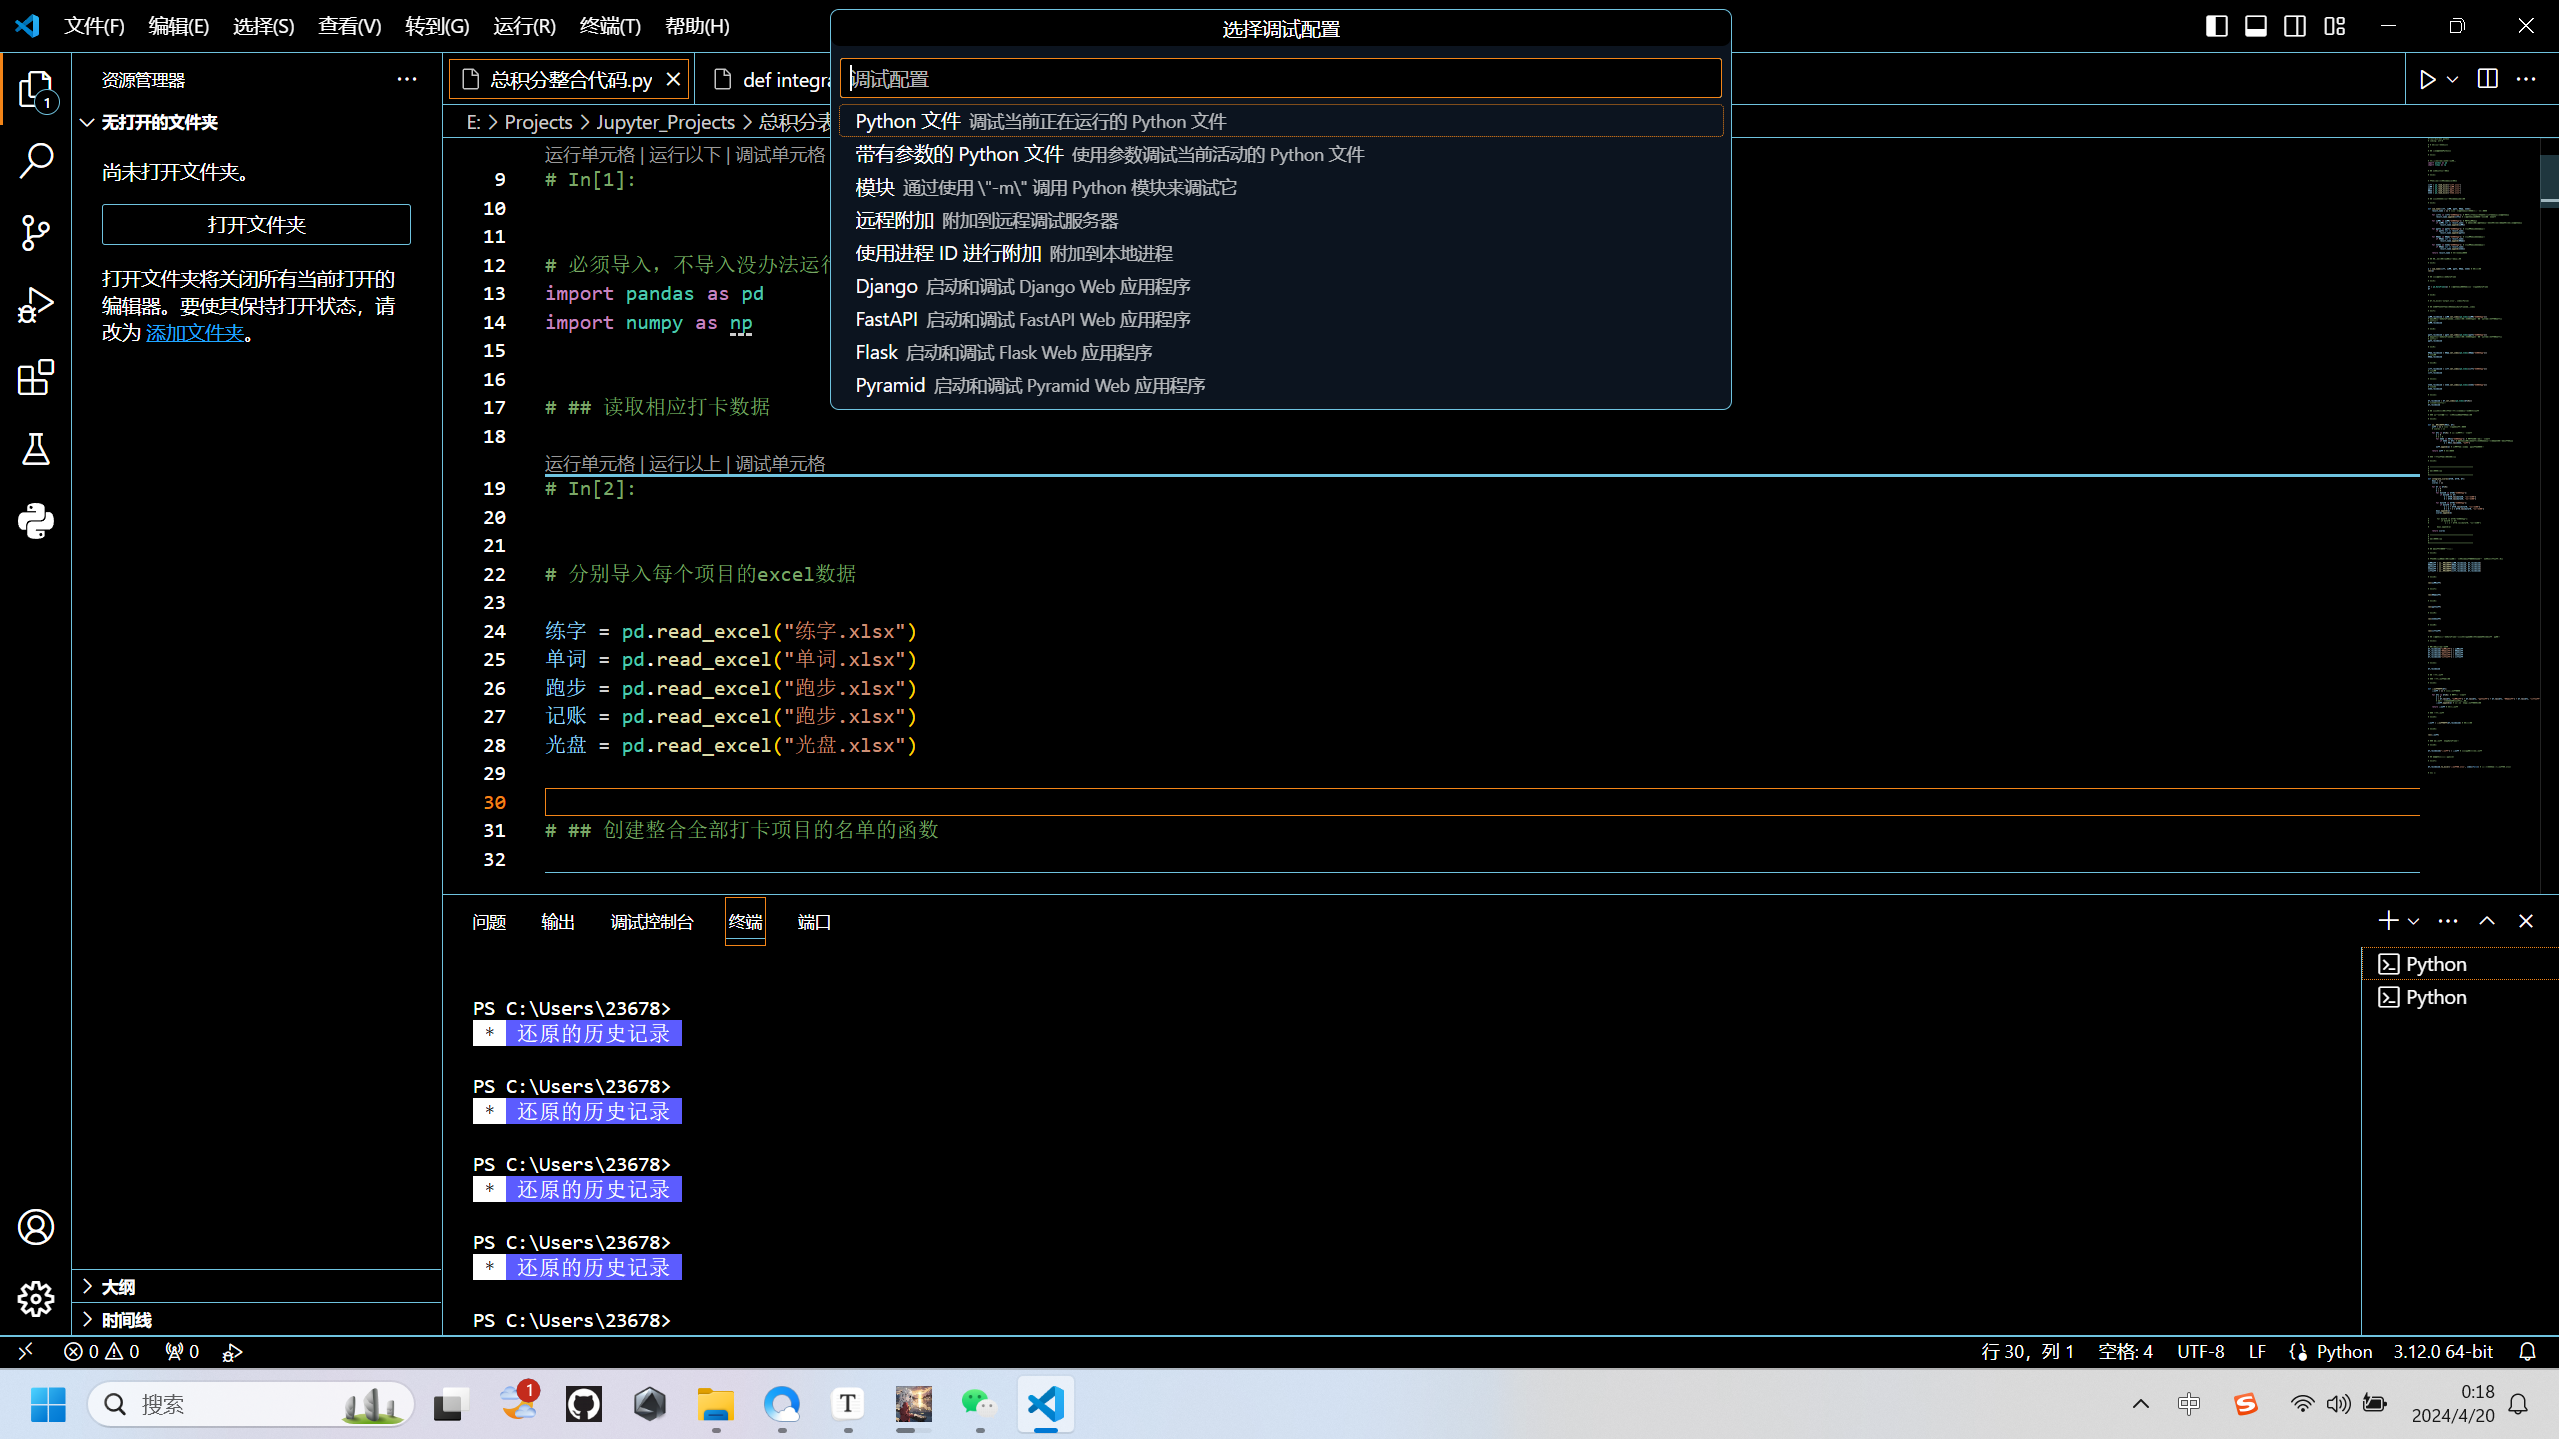 文件(F) 编辑(E) 选择(S) 查看(V) 转到(G) 运行(R) 终端(T) 帮助(H)
选择调试配置
调试配置
Python 文件 调试当前正在运行的 Python 文件
带有参数的 Python 文件 使用参数调试当前活动的 Python 文件
模块 通过使用 \"-m\" 调用 Python 模块来调试它
远程附加 附加到远程调试服务器
使用进程 ID 进行附加 附加到本地进程
Django 启动和调试 Django Web 应用程序
FastAPI 启动和调试 FastAPI Web 应用程序
Flask 启动和调试 Flask Web 应用程序
Pyramid 启动和调试 Pyramid Web 应用程序
资源管理器
1
无打开的文件夹
尚未打开文件夹。
打开文件夹
打开文件夹将关闭所有当前打开的
编辑器。要使其保持打开状态，请
改为 添加文件夹。
大纲
时间线
总积分整合代码.py def integra
E: > Projects > Jupyter_Projects > 总积分表
运行单元格 | 运行以下 | 调试单元格
9 # In[1]:
10
11
12 # 必须导入，不导入没办法运行
13 import pandas as pd
14 import numpy as np
15
16
17 # ## 读取相应打卡数据
18
运行单元格 | 运行以上 | 调试单元格
19 # In[2]:
20
21
22 # 分别导入每个项目的excel数据
23
24 练字 = pd.read_excel("练字.xlsx")
25 单词 = pd.read_excel("单词.xlsx")
26 跑步 = pd.read_excel("跑步.xlsx")
27 记账 = pd.read_excel("跑步.xlsx")
28 光盘 = pd.read_excel("光盘.xlsx")
29
30
31 # ## 创建整合全部打卡项目的名单的函数
32
问题 输出 调试控制台 终端 端口
PS C:\Users\23678>
* 还原的历史记录
PS C:\Users\23678>
* 还原的历史记录
PS C:\Users\23678>
* 还原的历史记录
PS C:\Users\23678>
* 还原的历史记录
PS C:\Users\23678>
Python
Python
0 0 0 行 30，列 1 空格: 4 UTF-8 LF Python 3.12.0 64-bit
搜索 1 T 中 S 0:18
2024/4/20